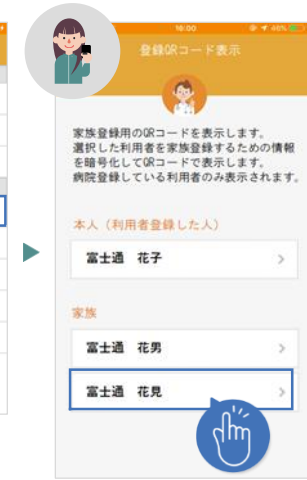 16:00
46%
登録QRコード表示
家族登録用のQRコードを表示します。
選択した利用者を家族登録するための情報
を暗号化してQRコードで表示します。
病院登録している利用者のみ表示されます。
本人（利用者登録した人）
富士通　花子
家族
富士通　花男
富士通　花見